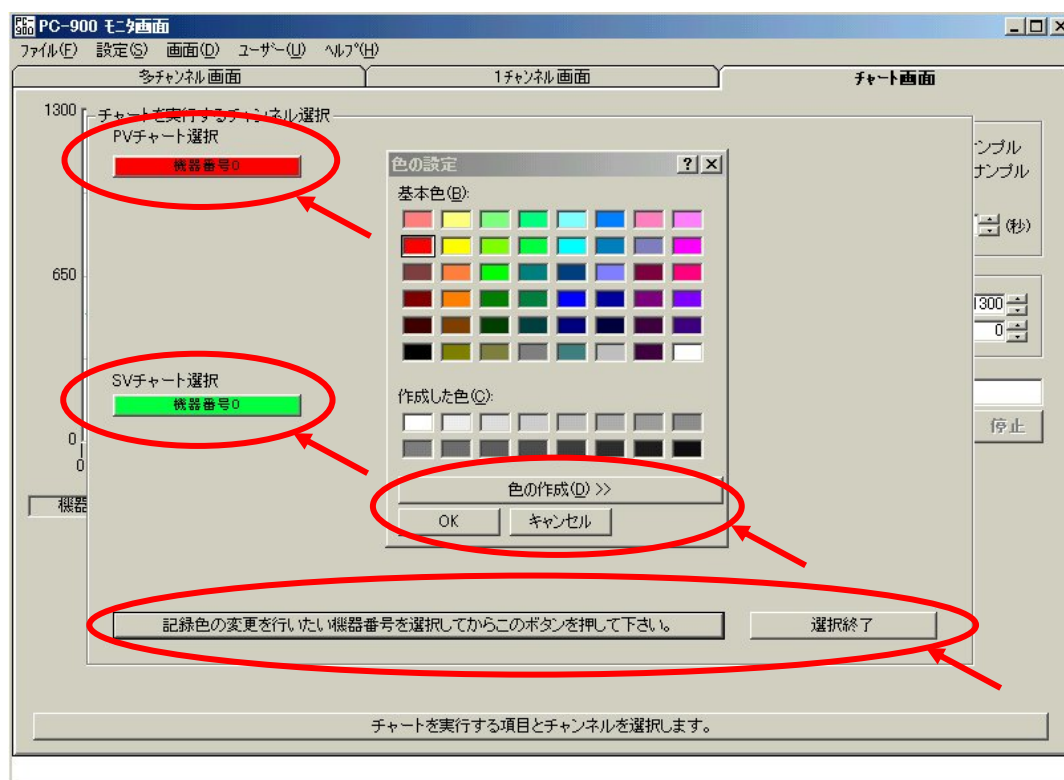 PC-900 モニタ画面
ファイル(F) 設定(S) 画面(D) ユーザー(U) ヘルプ(H)
多チャンネル画面 1チャンネル画面 チャート画面
1300
チャートを実行するチャンネル選択
PVチャート選択
機器番号0
色の設定
基本色(B):
ンプル
サンプル
(秒)
650
1300
0
SVチャート選択
機器番号0
作成した色(C):
停止
0
0
機器
色の作成(D) >>
OK キャンセル
記録色の変更を行いたい機器番号を選択してからこのボタンを押して下さい。 選択終了
チャートを実行する項目とチャンネルを選択します。